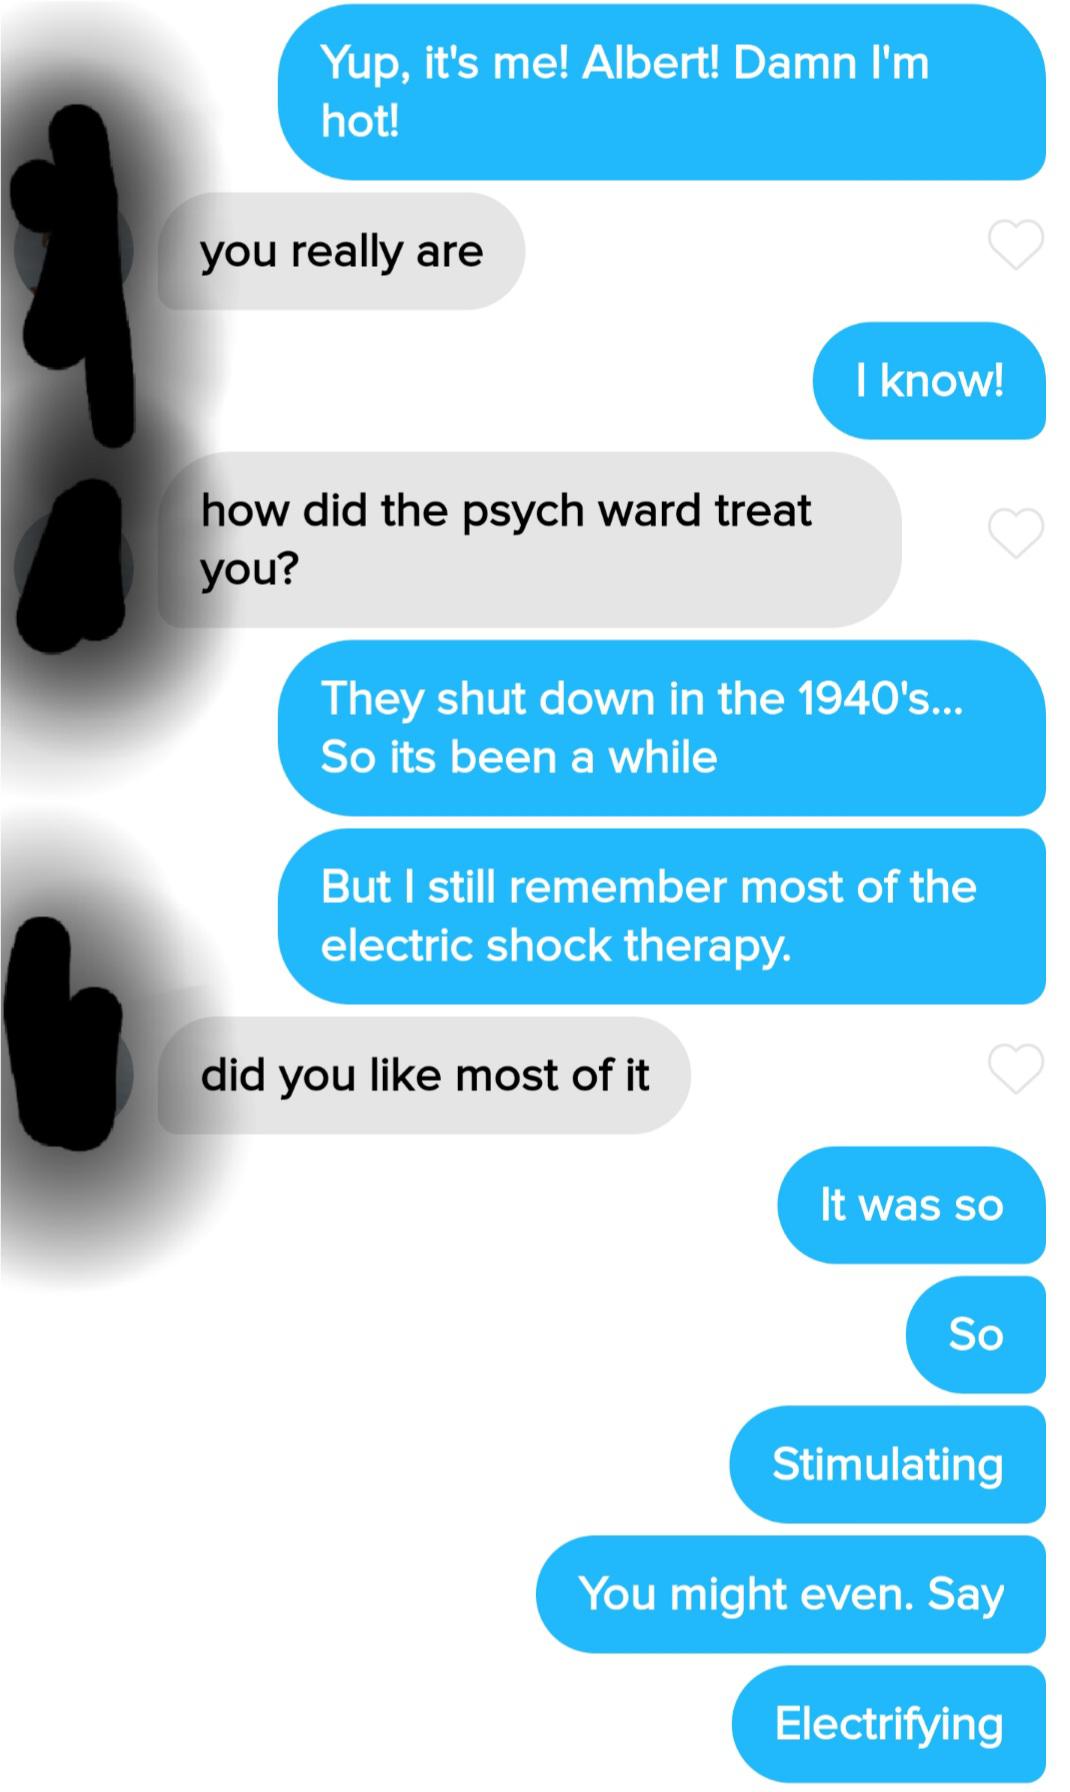 Yup, it's me! Albert! Damn I'm
hot!
you really are
I know!
how did the psych ward treat
you?
They shut down in the 1940's...
So its been a while
But I still remember most of the
electric shock therapy.
did you like most of it
It was so
So
Stimulating
You might even. Say
Electrifying